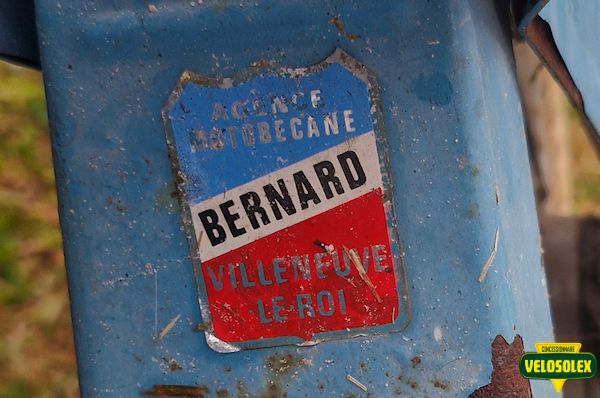 AGENCE
MOTOBECANE
BERNARD
VILLENEUVE
LE-ROI
CONCESSIONNAIRE
VELOSOLEX